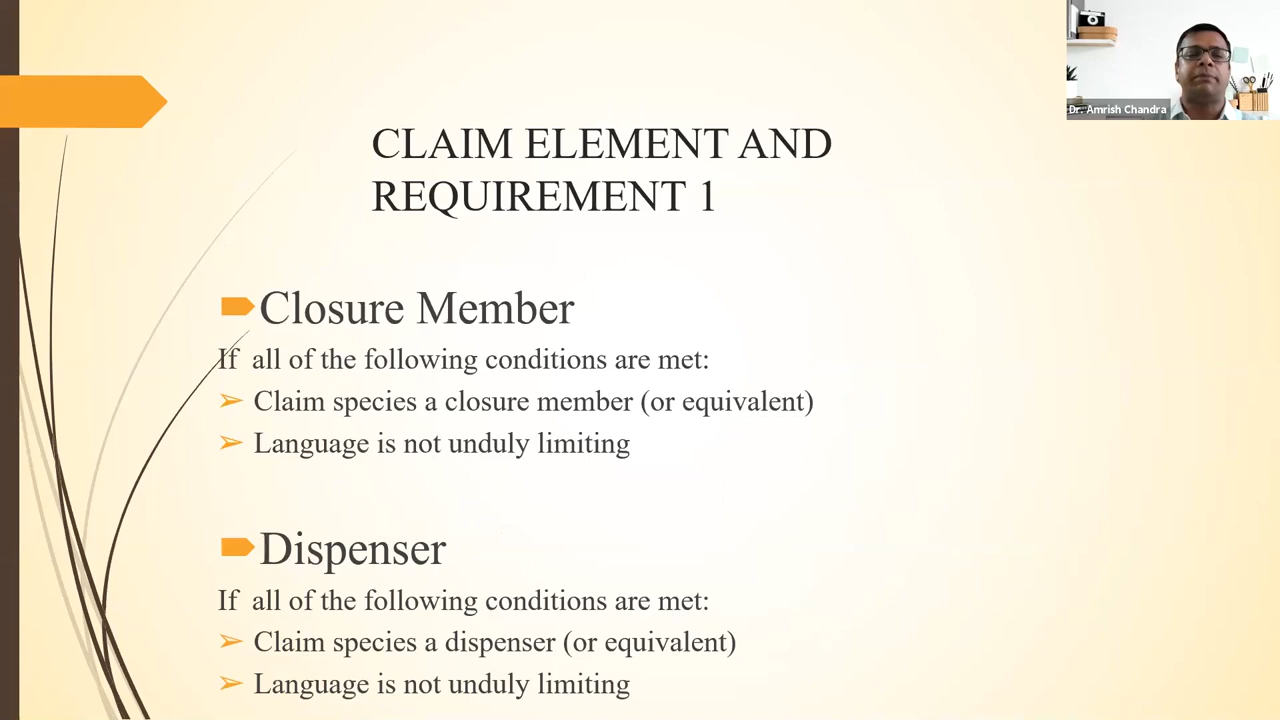 Dr. Amrish Chandra
CLAIM ELEMENT AND
REQUIREMENT 1
Closure Member
If all of the following conditions are met:
Claim species a closure member (or equivalent)
Language is not unduly limiting
Dispenser
If all of the following conditions are met:
Claim species a dispenser (or equivalent)
Language is not unduly limiting